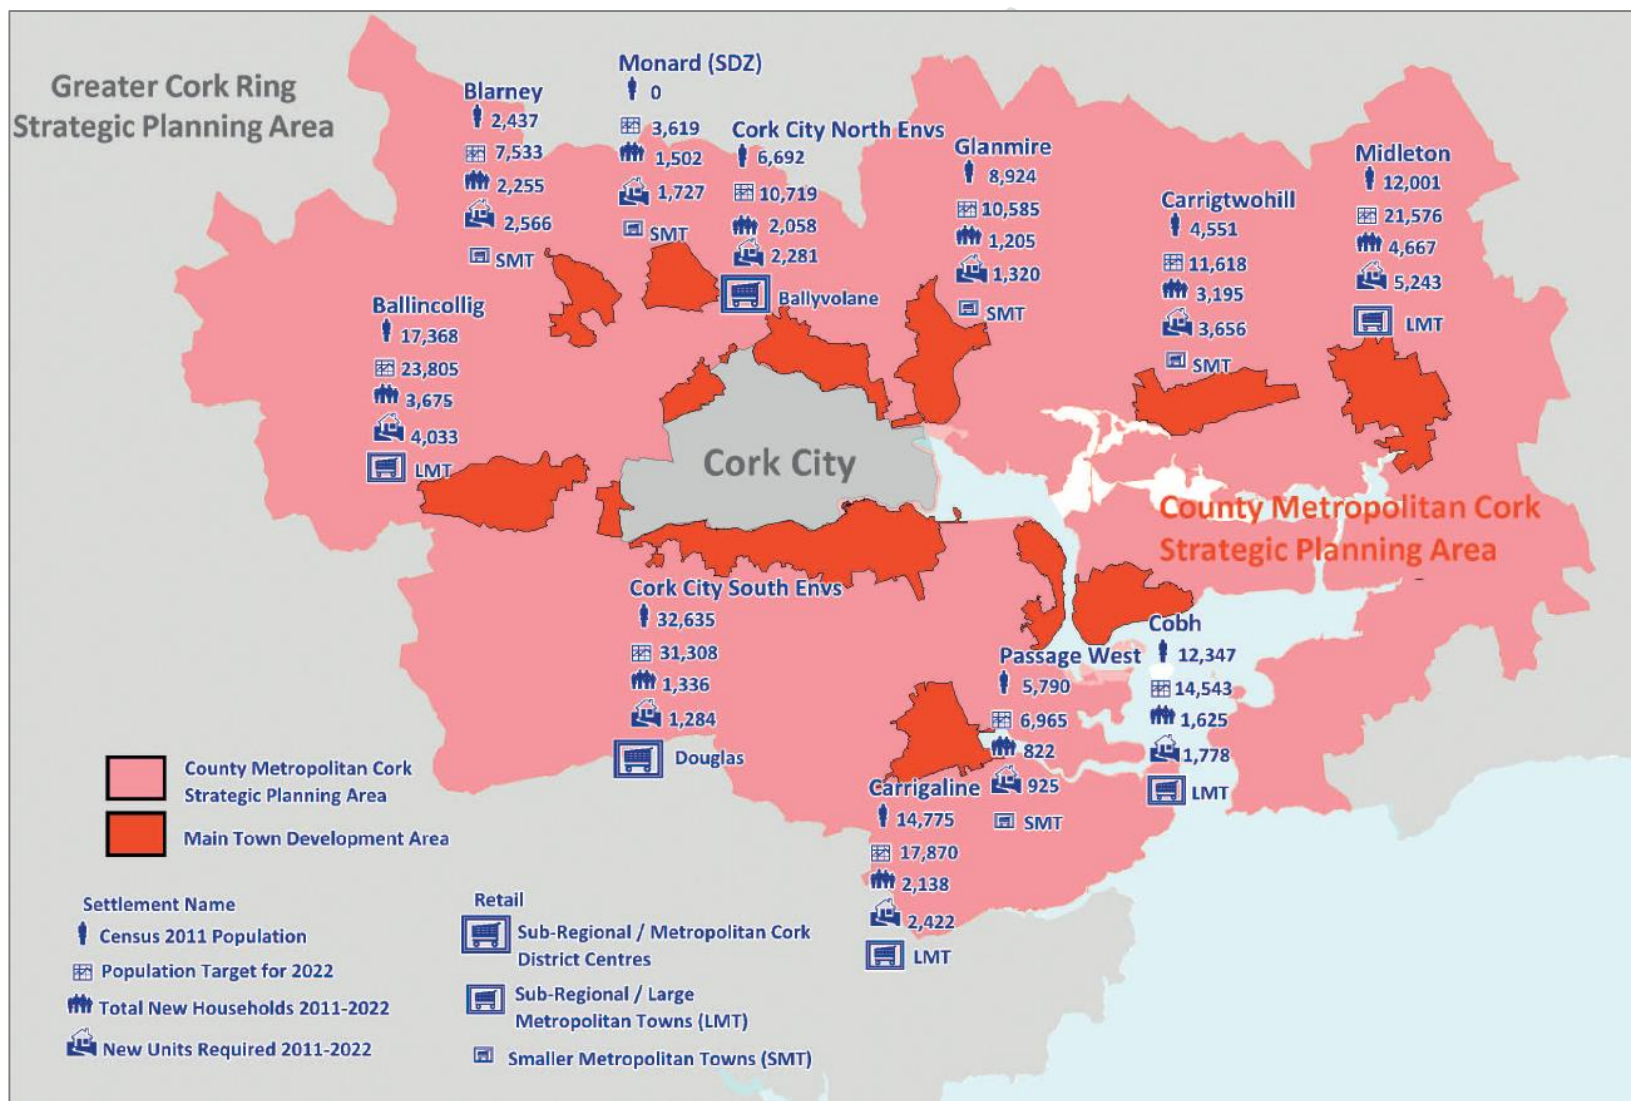 Greater Cork Ring
Strategic Planning Area
Blarney
2,437
7,533
2,255
2,566
SMT
Monard (SDZ)
0
3,619
1,502
1,727
SMT
Cork City North Envs
6,692
10,719
2,058
2,281
Ballyvolane
Glanmire
8,924
10,585
1,205
1,320
SMT
Carrigtwohill
4,551
11,618
3,195
3,656
SMT
Midleton
12,001
21,576
4,667
5,243
LMT
Ballincollig
17,368
23,805
3,675
4,033
LMT
Cork City
County Metropolitan Cork
Strategic Planning Area
Cork City South Envs
32,635
31,308
1,336
1,284
Douglas
Passage West
5,790
6,965
822
925
SMT
Cobh
12,347
14,543
1,625
1,778
LMT
Carrigaline
14,775
17,870
2,138
2,422
LMT
County Metropolitan Cork
Strategic Planning Area
Main Town Development Area
Settlement Name
Census 2011 Population
Population Target for 2022
Total New Households 2011-2022
New Units Required 2011-2022
Retail
Sub-Regional / Metropolitan Cork
District Centres
Sub-Regional / Large
Metropolitan Towns (LMT)
Smaller Metropolitan Towns (SMT)